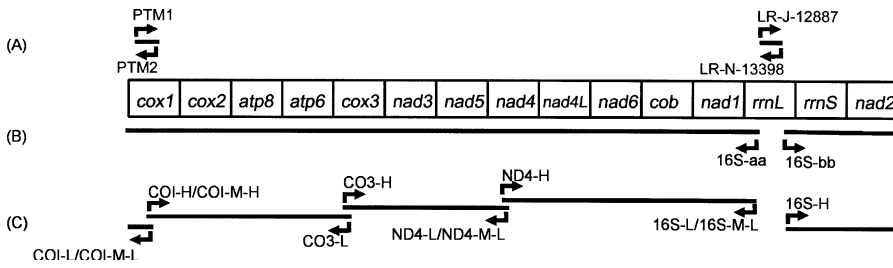 PTM1
LR-J-12887
(A)
PTM2
LR-N-13398
cox1 cox2 atp8 atp6 cox3 nad3 nad5 nad4 nad4L nad6 cob nad1 rrnL rrnS nad2
(B)
16S-aa 16S-bb
COI-H/COI-M-H CO3-H ND4-H 16S-H
(C)
COI-L/COI-M-L CO3-L ND4-L/ND4-M-L 16S-L/16S-M-L